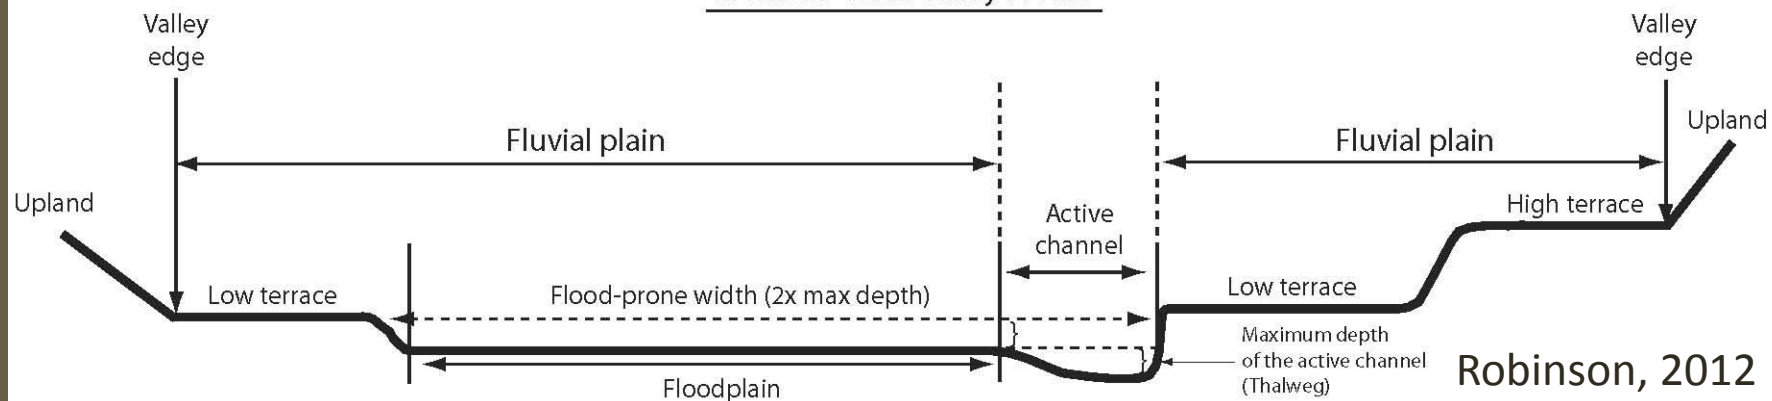 Valley
edge
Valley
edge
Fluvial plain
Fluvial plain
Upland
Upland
Active
channel
High terrace
Low terrace
Flood-prone width (2x max depth)
Low terrace
Maximum depth
of the active channel
(Thalweg)
Floodplain
Robinson, 2012